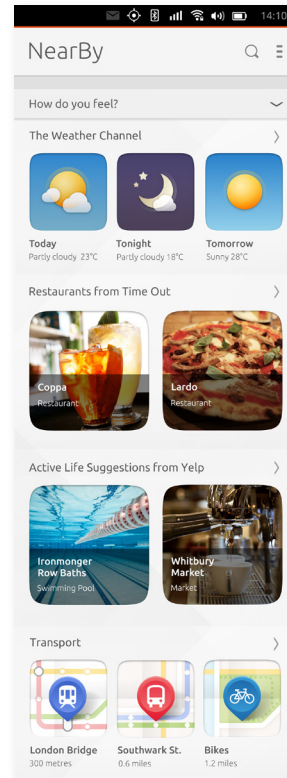 14:10
NearBy
How do you feel?
The Weather Channel
Today
Partly cloudy 23°C
Tonight
Partly cloudy 18°C
Tomorrow
Sunny 28°C
Restaurants from Time Out
Coppa
Restaurant
Lardo
Restaurant
Active Life Suggestions from Yelp
Ironmonger
Row Baths
Swimming Pool
Whitbury
Market
Market
Transport
London Bridge
300 metres
Southwark St.
0.6 miles
Bikes
1.2 miles